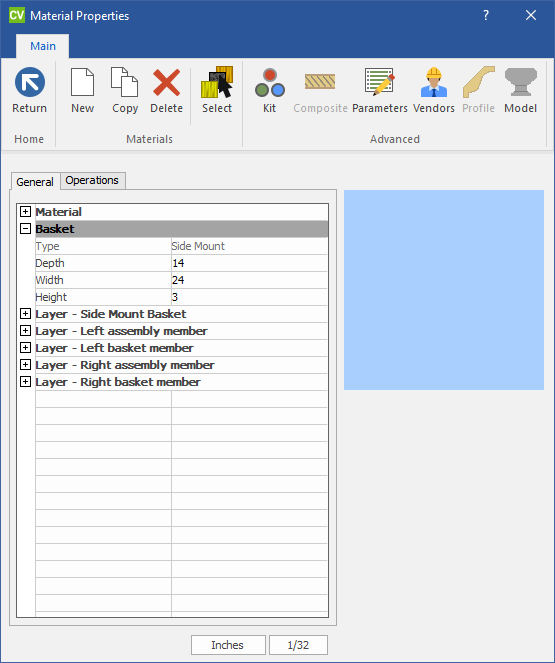 CV Material Properties ?
Main
Return New Copy Delete Select Kit Composite Parameters Vendors Profile Model
Home Materials Advanced
General Operations
Material
Basket
Type Side Mount
Depth 14
Width 24
Height 3
Layer - Side Mount Basket
Layer - Left assembly member
Layer - Left basket member
Layer - Right assembly member
Layer - Right basket member
Inches 1/32